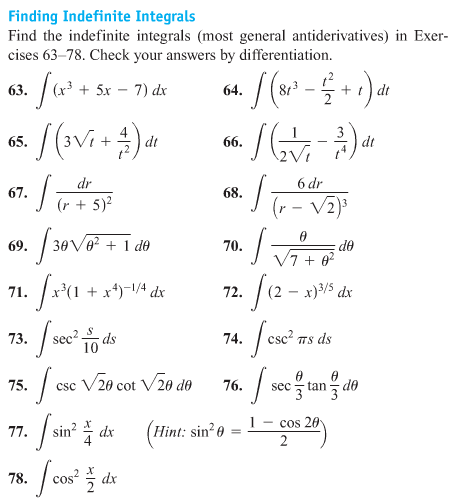 Finding Indefinite Integrals
Find the indefinite integrals (most general antiderivatives) in Exer-
cises 63–78. Check your answers by differentiation.
63. ∫(x³ + 5x − 7) dx
64. ∫(8t³ − t²/2 + t) dt
65. ∫(3√t + 4/t²) dt
66. ∫(1/(2√t) − 3/t⁴) dt
67. ∫ dr/(r + 5)²
68. ∫ 6 dr/(r − √2)³
69. ∫3θ√(θ² + 1) dθ
70. ∫ θ/√(7 + θ²) dθ
71. ∫x³(1 + x⁴)^(−1/4) dx
72. ∫(2 − x)^(3/5) dx
73. ∫sec² s/10 ds
74. ∫csc² πs ds
75. ∫ csc √2θ cot √2θ dθ
76. ∫ sec θ/3 tan θ/3 dθ
77. ∫sin² x/4 dx (Hint: sin² θ = (1 − cos 2θ)/2)
78. ∫cos² x/2 dx